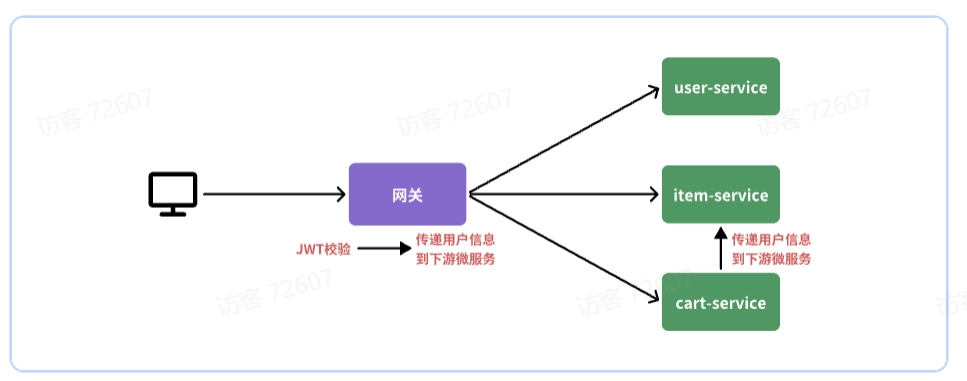 user-service
访客 72607
访客 72607
访客 72607
网关
item-service
JWT校验
传递用户信息
到下游微服务
传递用户信息
到下游微服务
访客 72607
访客 72607
cart-service
访客